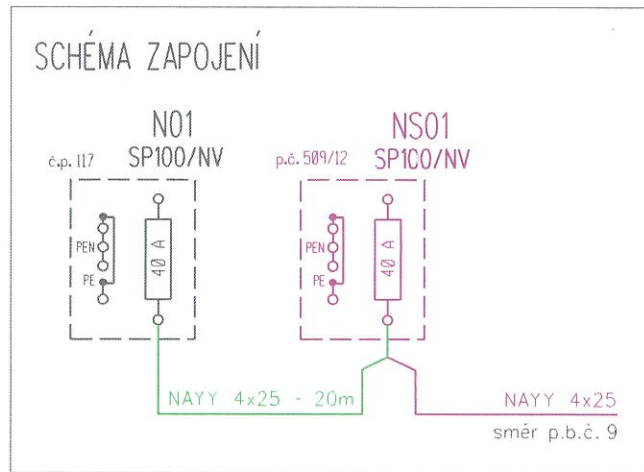 SCHÉMA ZAPOJENÍ
N01
č.p. 117
SP100/NV
PEN
PE
40 A
NS01
p.č. 509/12
SP100/NV
PEN
PE
40 A
NAYY 4x25 - 20m
NAYY 4x25
směr p.b.č. 9